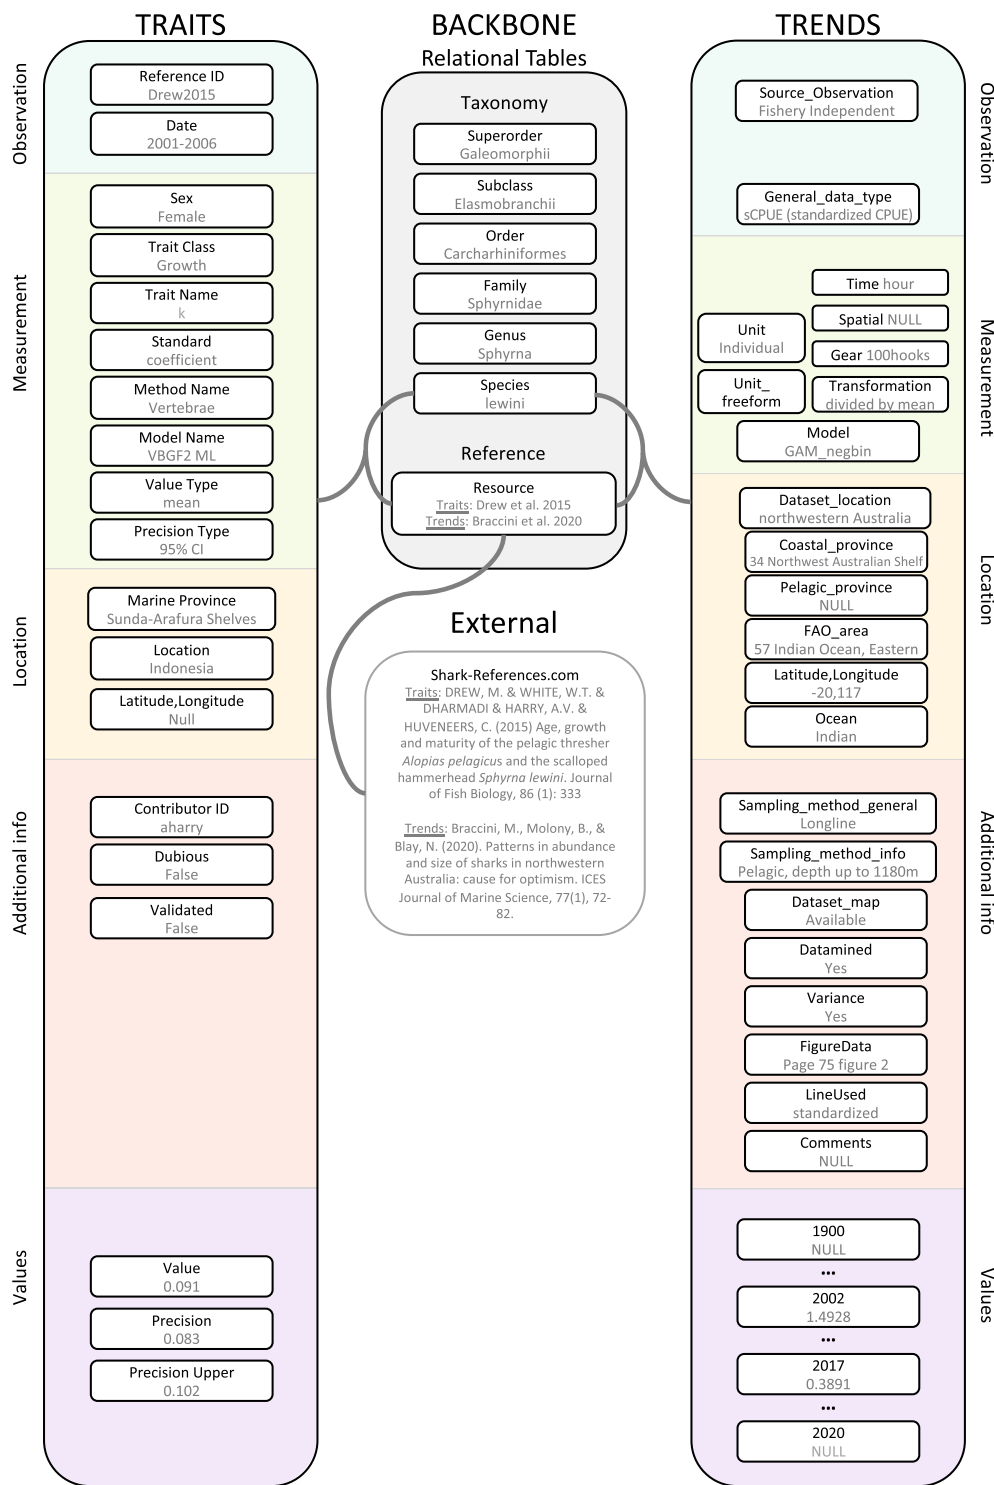 TRAITS
Observation
Reference ID
Drew2015
Date
2001-2006
Measurement
Sex
Female
Trait Class
Growth
Trait Name
k
Standard
coefficient
Method Name
Vertebrae
Model Name
VBGF2 ML
Value Type
mean
Precision Type
95% CI
Location
Marine Province
Sunda-Arafura Shelves
Location
Indonesia
Latitude,Longitude
Null
Additional info
Contributor ID
aharry
Dubious
False
Validated
False
Values
Value
0.091
Precision
0.083
Precision Upper
0.102
BACKBONE
Relational Tables
Taxonomy
Superorder
Galeomorphii
Subclass
Elasmobranchii
Order
Carcharhiniformes
Family
Sphyrnidae
Genus
Sphyrna
Species
lewini
Reference
Resource
Traits: Drew et al. 2015
Trends: Braccini et al. 2020
External
Shark-References.com
Traits: DREW, M. & WHITE, W.T. &
DHARMADI & HARRY, A.V. &
HUVENEERS, C. (2015) Age, growth
and maturity of the pelagic thresher
Alopias pelagicus and the scalloped
hammerhead Sphyrna lewini. Journal
of Fish Biology, 86 (1): 333
Trends: Braccini, M., Molony, B., &
Blay, N. (2020). Patterns in abundance
and size of sharks in northwestern
Australia: cause for optimism. ICES
Journal of Marine Science, 77(1), 72-
82.
TRENDS
Observation
Source_Observation
Fishery Independent
General_data_type
sCPUE (standardized CPUE)
Measurement
Time hour
Spatial NULL
Unit
Individual
Gear 100hooks
Unit_
freeform
Transformation
divided by mean
Model
GAM_negbin
Location
Dataset_location
northwestern Australia
Coastal_province
34 Northwest Australian Shelf
Pelagic_province
NULL
FAO_area
57 Indian Ocean, Eastern
Latitude,Longitude
-20,117
Ocean
Indian
Additional info
Sampling_method_general
Longline
Sampling_method_info
Pelagic, depth up to 1180m
Dataset_map
Available
Datamined
Yes
Variance
Yes
FigureData
Page 75 figure 2
LineUsed
standardized
Comments
NULL
Values
1900
NULL
...
2002
1.4928
...
2017
0.3891
...
2020
NULL